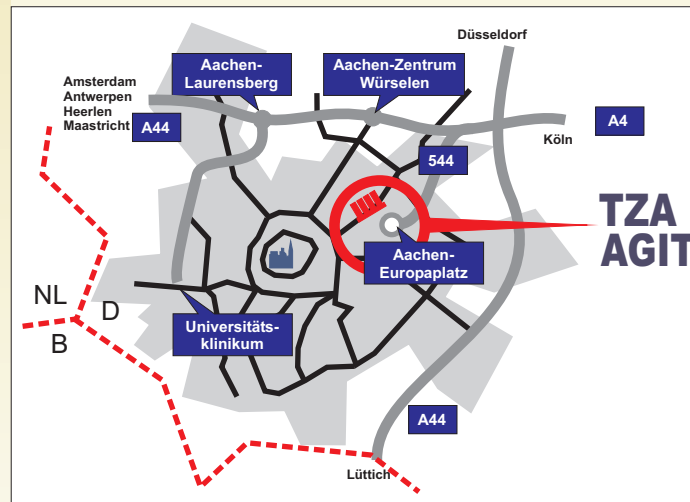 Düsseldorf
Aachen-
Laurensberg
Aachen-Zentrum
Würselen
Amsterdam
Antwerpen
Heerlen
Maastricht
A44
A4
Köln
544
TZA
AGIT
Aachen-
Europaplatz
NL
D
B
Universitäts-
klinikum
A44
Lüttich